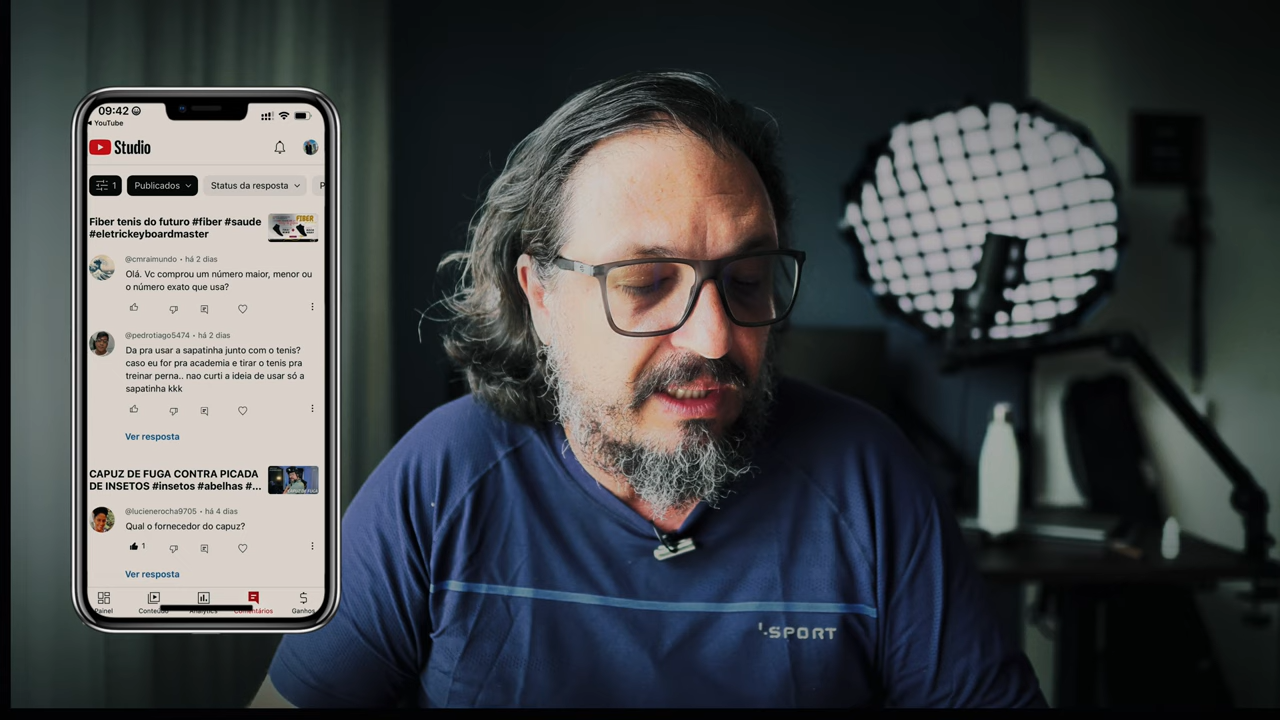 09:42
YouTube
Studio
1
Publicados
Status da resposta
P
Fiber tenis do futuro #fiber #saude
#eletrickeyboardmaster
FIBER
@cmraimundo • há 2 dias
Olá. Vc comprou um número maior, menor ou
o número exato que usa?
@pedrotiago5474 • há 2 dias
Da pra usar a sapatinha junto com o tenis?
caso eu for pra academia e tirar o tenis pra
treinar perna.. nao curti a ideia de usar só a
sapatinha kkk
Ver resposta
CAPUZ DE FUGA CONTRA PICADA
DE INSETOS #insetos #abelhas #...
@lucienerocha9705 • há 4 dias
Qual o fornecedor do capuz?
1
Ver resposta
Painel
Conteúdo
Analytics
Comentários
Ganhos
SPORT